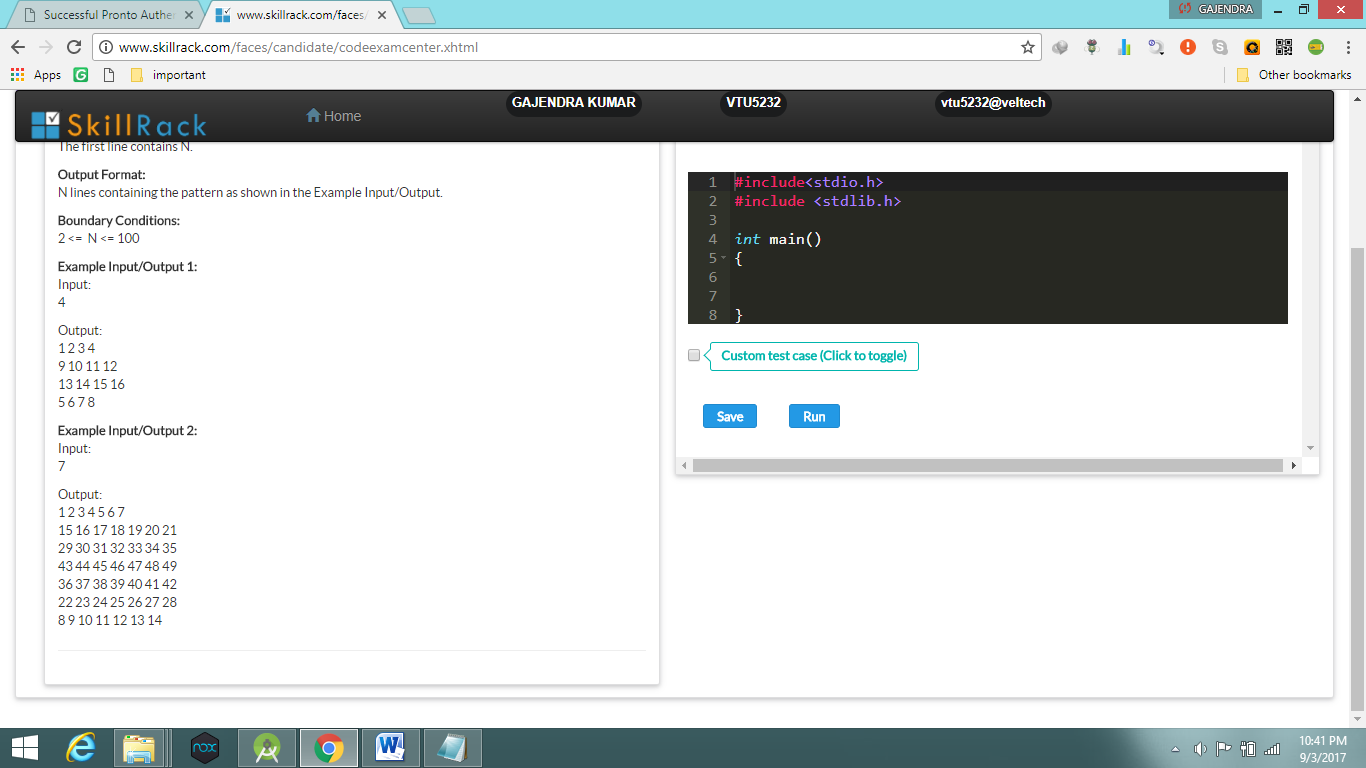 Successful Pronto Authen
www.skillrack.com/faces/
GAJENDRA
www.skillrack.com/faces/candidate/codeexamcenter.xhtml
Apps
important
Other bookmarks
SkillRack
Home
GAJENDRA KUMAR
VTU5232
vtu5232@veltech
The first line contains N.
Output Format:
N lines containing the pattern as shown in the Example Input/Output.
Boundary Conditions:
2 <= N <= 100
Example Input/Output 1:
Input:
4
Output:
1 2 3 4
9 10 11 12
13 14 15 16
5 6 7 8
Example Input/Output 2:
Input:
7
Output:
1 2 3 4 5 6 7
15 16 17 18 19 20 21
29 30 31 32 33 34 35
43 44 45 46 47 48 49
36 37 38 39 40 41 42
22 23 24 25 26 27 28
8 9 10 11 12 13 14
1 #include<stdio.h>
2 #include <stdlib.h>
3
4 int main()
5 {
6
7
8 }
Custom test case (Click to toggle)
Save
Run
nox
10:41 PM
9/3/2017